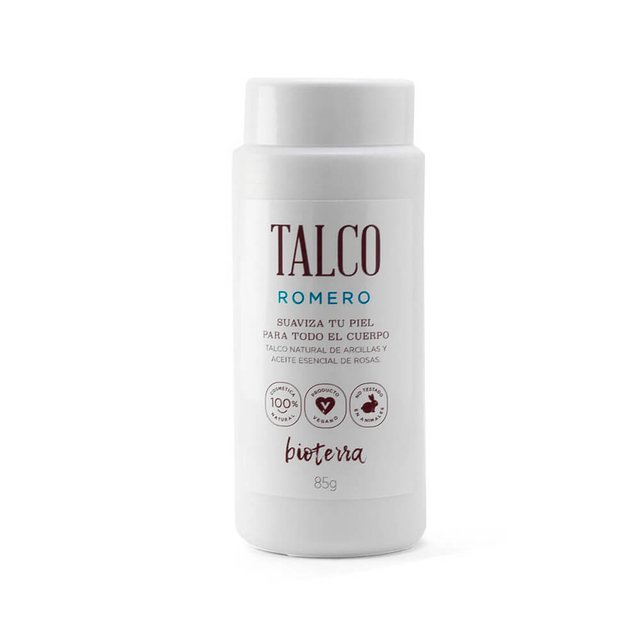 TALCO
ROMERO
SUAVIZA TU PIEL
PARA TODO EL CUERPO
TALCO NATURAL DE ARCILLAS Y
ACEITE ESENCIAL DE ROSAS.
COSMÉTICA
100%
NATURAL
PRODUCTO
VEGANO
NO TESTADO
EN ANIMALES
bioterra
85g